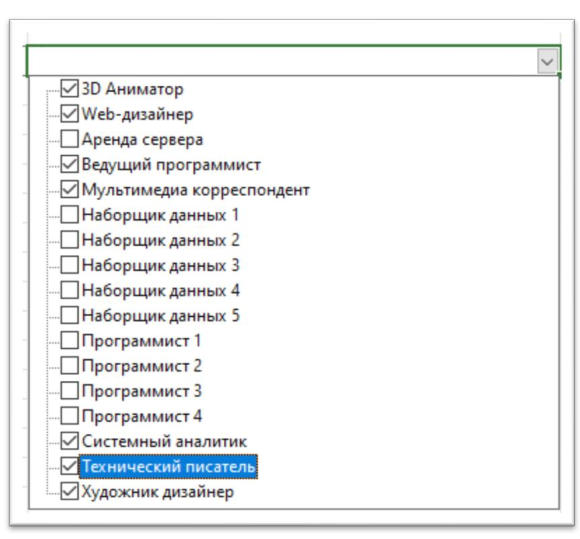 3D Аниматор
Web-дизайнер
Аренда сервера
Ведущий программист
Мультимедиа корреспондент
Наборщик данных 1
Наборщик данных 2
Наборщик данных 3
Наборщик данных 4
Наборщик данных 5
Программист 1
Программист 2
Программист 3
Программист 4
Системный аналитик
Технический писатель
Художник дизайнер